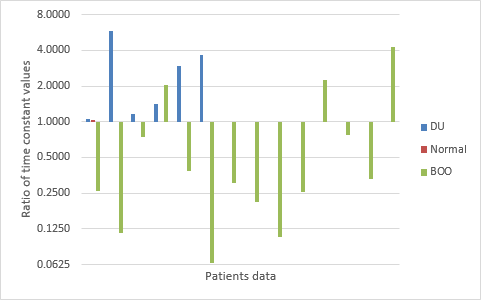 8.0000
4.0000
2.0000
1.0000
0.5000
0.2500
0.1250
0.0625
Ratio of time constant values
Patients data
DU
Normal
BOO